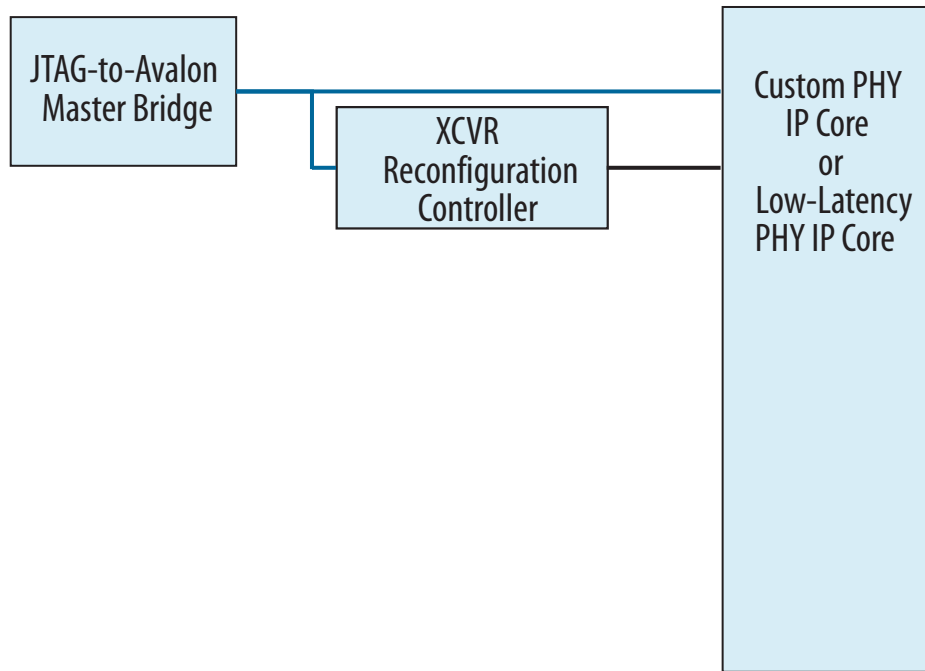 JTAG-to-Avalon
Master Bridge
XCVR
Reconfiguration
Controller
Custom PHY
IP Core
or
Low-Latency
PHY IP Core